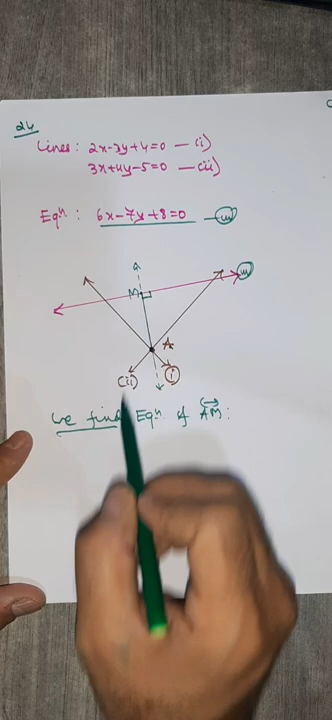 24
Lines: 2x-3y+4=0 — (i)
3x+4y-5=0 — (ii)
Eqⁿ: 6x-7y+8=0 — (iii)
M
(iii)
A
(ii)
(i)
We find Eqⁿ. of AM: